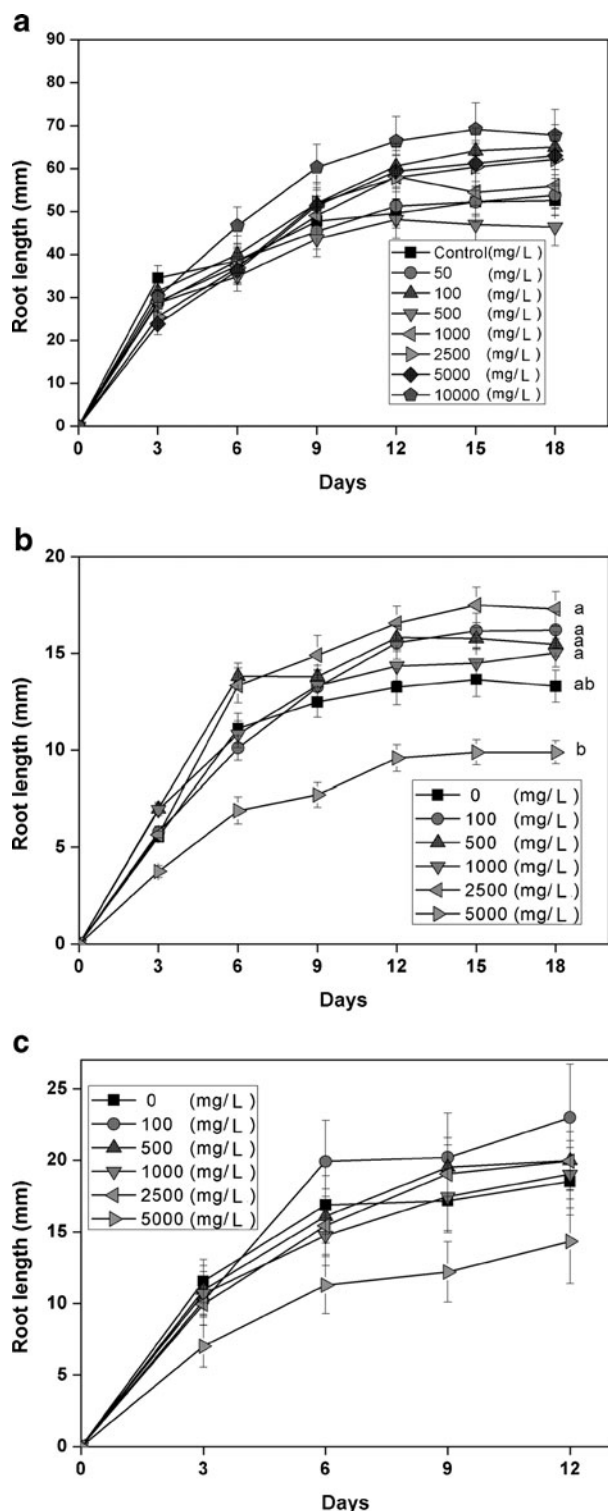 a
90
80
70
60
50
40
30
20
10
0
Root length (mm)
Control(mg/L)
50 (mg/L)
100 (mg/L)
500 (mg/L)
1000 (mg/L)
2500 (mg/L)
5000 (mg/L)
10000 (mg/L)
0 3 6 9 12 15 18
Days
b
20
15
10
5
0
Root length (mm)
a
a
a
a
ab
b
0 (mg/L)
100 (mg/L)
500 (mg/L)
1000 (mg/L)
2500 (mg/L)
5000 (mg/L)
0 3 6 9 12 15 18
Days
c
25
20
15
10
5
0
Root length (mm)
0 (mg/L)
100 (mg/L)
500 (mg/L)
1000 (mg/L)
2500 (mg/L)
5000 (mg/L)
0 3 6 9 12
Days